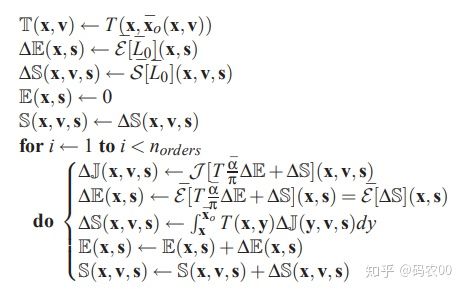 𝕋(x,v) ← T(x,x̄ₒ(x,v))
Δ𝔼(x,s) ← ℰ̄[L₀](x,s)
Δ𝕊(x,v,s) ← 𝒮̄[L₀](x,v,s)
𝔼(x,s) ← 0
𝕊(x,v,s) ← Δ𝕊(x,v,s)
for i ← 1 to i < n_orders
do
Δ𝕁(x,v,s) ← 𝒥[T ᾱ/π Δ𝔼 + Δ𝕊](x,v,s)
Δ𝔼(x,s) ← ℰ̄[T ᾱ/π Δ𝔼 + Δ𝕊](x,s) = ℰ̄[Δ𝕊](x,s)
Δ𝕊(x,v,s) ← ∫ₓ^x̄ₒ T(x,y)Δ𝕁(y,v,s)dy
𝔼(x,s) ← 𝔼(x,s) + Δ𝔼(x,s)
𝕊(x,v,s) ← 𝕊(x,v,s) + Δ𝕊(x,v,s)
知乎 @码农00